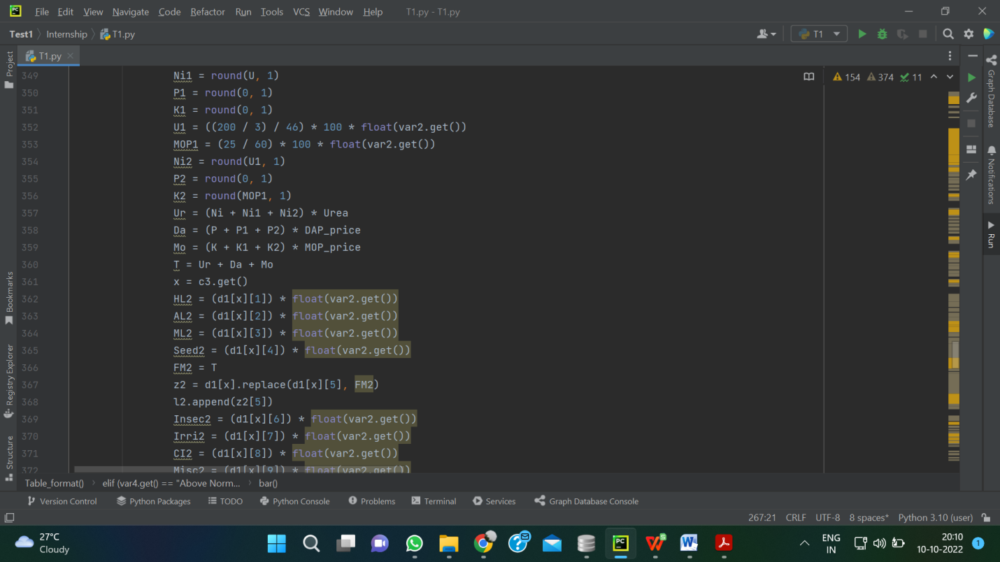 PC File Edit View Navigate Code Refactor Run Tools VCS Window Help T1.py - T1.py
Test1 Internship T1.py T1
T1.py
154 374 11
349 Ni1 = round(U, 1)
350 P1 = round(0, 1)
351 K1 = round(0, 1)
352 U1 = ((200 / 3) / 46) * 100 * float(var2.get())
353 MOP1 = (25 / 60) * 100 * float(var2.get())
354 Ni2 = round(U1, 1)
355 P2 = round(0, 1)
356 K2 = round(MOP1, 1)
357 Ur = (Ni + Ni1 + Ni2) * Urea
358 Da = (P + P1 + P2) * DAP_price
359 Mo = (K + K1 + K2) * MOP_price
360 T = Ur + Da + Mo
361 x = c3.get()
362 HL2 = (d1[x][1]) * float(var2.get())
363 AL2 = (d1[x][2]) * float(var2.get())
364 ML2 = (d1[x][3]) * float(var2.get())
365 Seed2 = (d1[x][4]) * float(var2.get())
366 FM2 = T
367 z2 = d1[x].replace(d1[x][5], FM2)
368 l2.append(z2[5])
369 Insec2 = (d1[x][6]) * float(var2.get())
370 Irri2 = (d1[x][7]) * float(var2.get())
371 CI2 = (d1[x][8]) * float(var2.get())
372 Misc2 = (d1[x][9]) * float(var2.get())
Project
Bookmarks
Registry Explorer
Structure
Graph Database
Notifications
Run
Table_format() elif (var4.get() == "Above Norm... bar()
Version Control Python Packages TODO Python Console Problems Terminal Services Graph Database Console
267:21 CRLF UTF-8 8 spaces* Python 3.10 (user)
27°C
Cloudy
PC
ENG
IN
20:10
10-10-2022
1